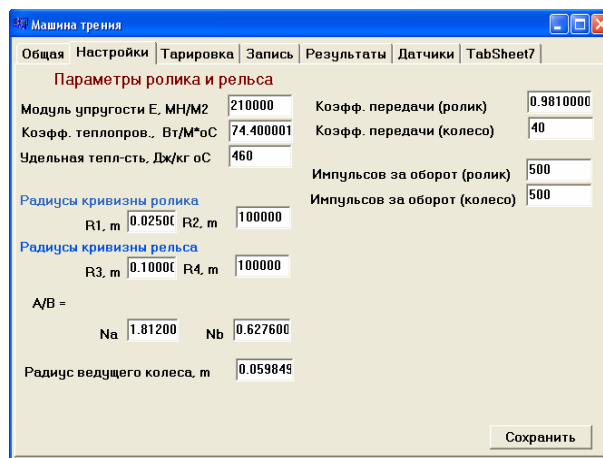 Машина трения
Общая Настройки Тарировка Запись Результаты Датчики TabSheet7
Параметры ролика и рельса
Модуль упругости E, МН/М2 210000
Коэфф. теплопров., Вт/М*оС 74.400001
Удельная тепл-сть, Дж/кг оС 460
Коэфф. передачи (ролик) 0.9810000
Коэфф. передачи (колесо) 40
Импульсов за оборот (ролик) 500
Импульсов за оборот (колесо) 500
Радиусы кривизны ролика
R1, m 0.02500 R2, m 100000
Радиусы кривизны рельса
R3, m 0.10000 R4, m 100000
A/B =
Na 1.81200 Nb 0.627600
Радиус ведущего колеса, m 0.059849
Сохранить